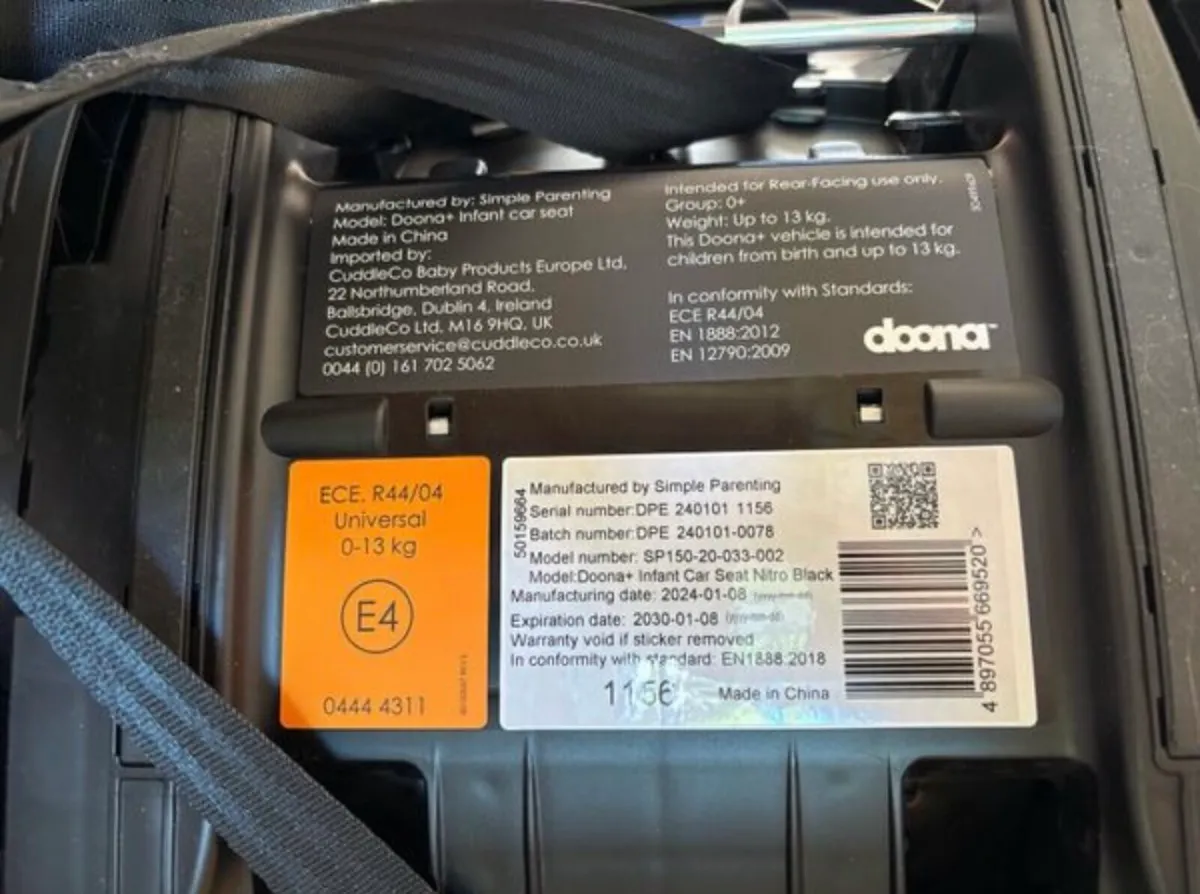 Manufactured by: Simple Parenting
Model: Doona+ Infant car seat
Made in China
Imported by:
CuddleCo Baby Products Europe Ltd,
22 Northumberland Road,
Ballsbridge, Dublin 4, Ireland
CuddleCo Ltd, M16 9HQ, UK
customerservice@cuddleco.co.uk
0044 (0) 161 702 5062
Intended for Rear-Facing use only.
Group: 0+
Weight: Up to 13 kg.
This Doona+ vehicle is intended for
children from birth and up to 13 kg.
In conformity with Standards:
ECE R44/04
EN 1888:2012
EN 12790:2009
doona™
ECE. R44/04
Universal
0-13 kg
E4
0444 4311
50159664
Manufactured by Simple Parenting
Serial number:DPE 240101 1156
Batch number:DPE 240101-0078
Model number: SP150-20-033-002
Model:Doona+ Infant Car Seat Nitro Black
Manufacturing date: 2024-01-08 (yyyy-mm-dd)
Expiration date: 2030-01-08 (yyyy-mm-dd)
Warranty void if sticker removed
In conformity with standard: EN1888:2018
1156
Made in China
4 897055 669520 >